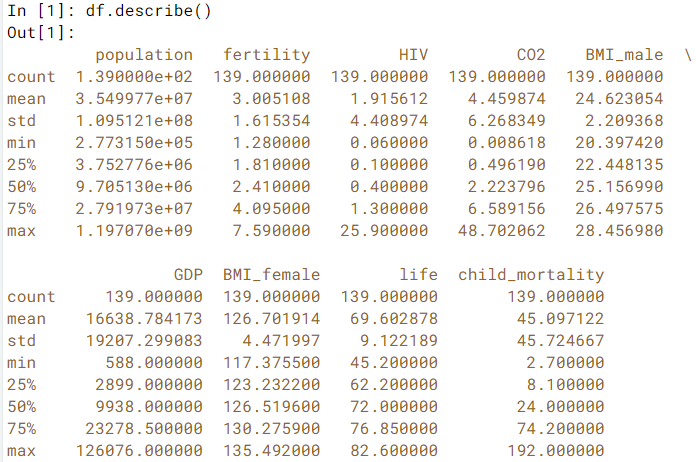 In [1]: df.describe()
Out[1]:
         population   fertility         HIV         CO2    BMI_male  \
count  1.390000e+02  139.000000  139.000000  139.000000  139.000000
mean   3.549977e+07    3.005108    1.915612    4.459874   24.623054
std    1.095121e+08    1.615354    4.408974    6.268349    2.209368
min    2.773150e+05    1.280000    0.060000    0.008618   20.397420
25%    3.752776e+06    1.810000    0.100000    0.496190   22.448135
50%    9.705130e+06    2.410000    0.400000    2.223796   25.156990
75%    2.791973e+07    4.095000    1.300000    6.589156   26.497575
max    1.197070e+09    7.590000   25.900000   48.702062   28.456980

                 GDP  BMI_female        life  child_mortality
count     139.000000  139.000000  139.000000       139.000000
mean    16638.784173  126.701914   69.602878        45.097122
std     19207.299083    4.471997    9.122189        45.724667
min       588.000000  117.375500   45.200000         2.700000
25%      2899.000000  123.232200   62.200000         8.100000
50%      9938.000000  126.519600   72.000000        24.000000
75%     23278.500000  130.275900   76.850000        74.200000
max    126076.000000  135.492000   82.600000       192.000000